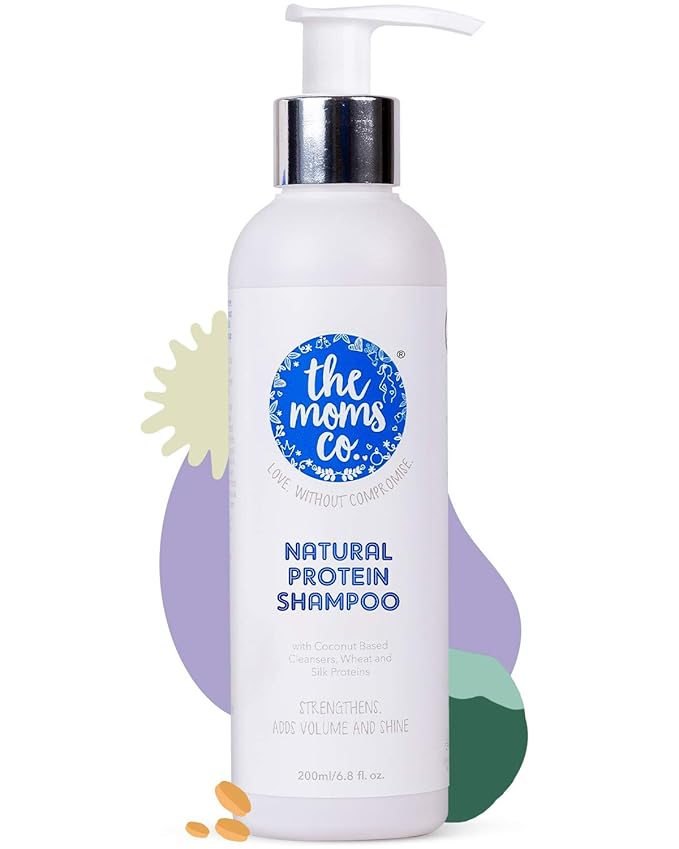 the
moms
co.
®
LOVE. WITHOUT COMPROMISE.
NATURAL
PROTEIN
SHAMPOO
with Coconut Based
Cleansers, Wheat and
Silk Proteins
STRENGTHENS.
ADDS VOLUME AND SHINE
200ml/6.8 fl. oz.